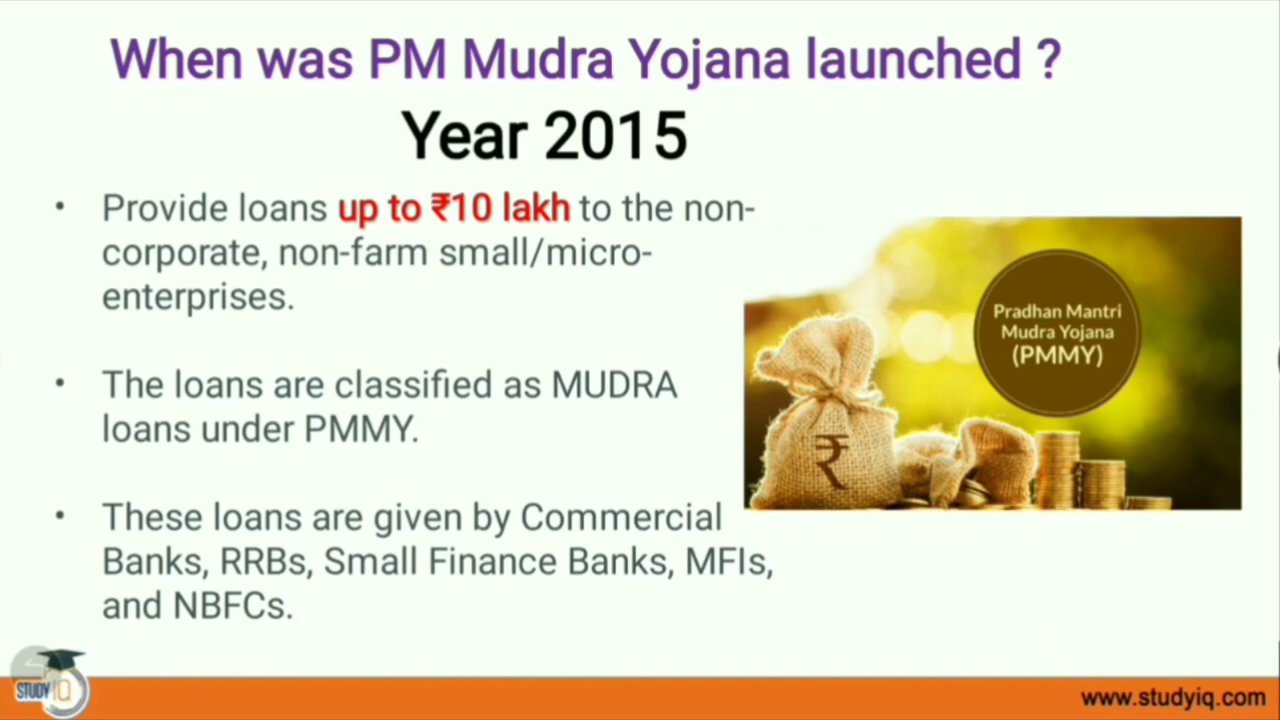 When was PM Mudra Yojana launched ?
Year 2015
• Provide loans up to ₹10 lakh to the non-
corporate, non-farm small/micro-
enterprises.
• The loans are classified as MUDRA
loans under PMMY.
• These loans are given by Commercial
Banks, RRBs, Small Finance Banks, MFIs,
and NBFCs.
Pradhan Mantri
Mudra Yojana
(PMMY)
₹
STUDY IQ
www.studyiq.com